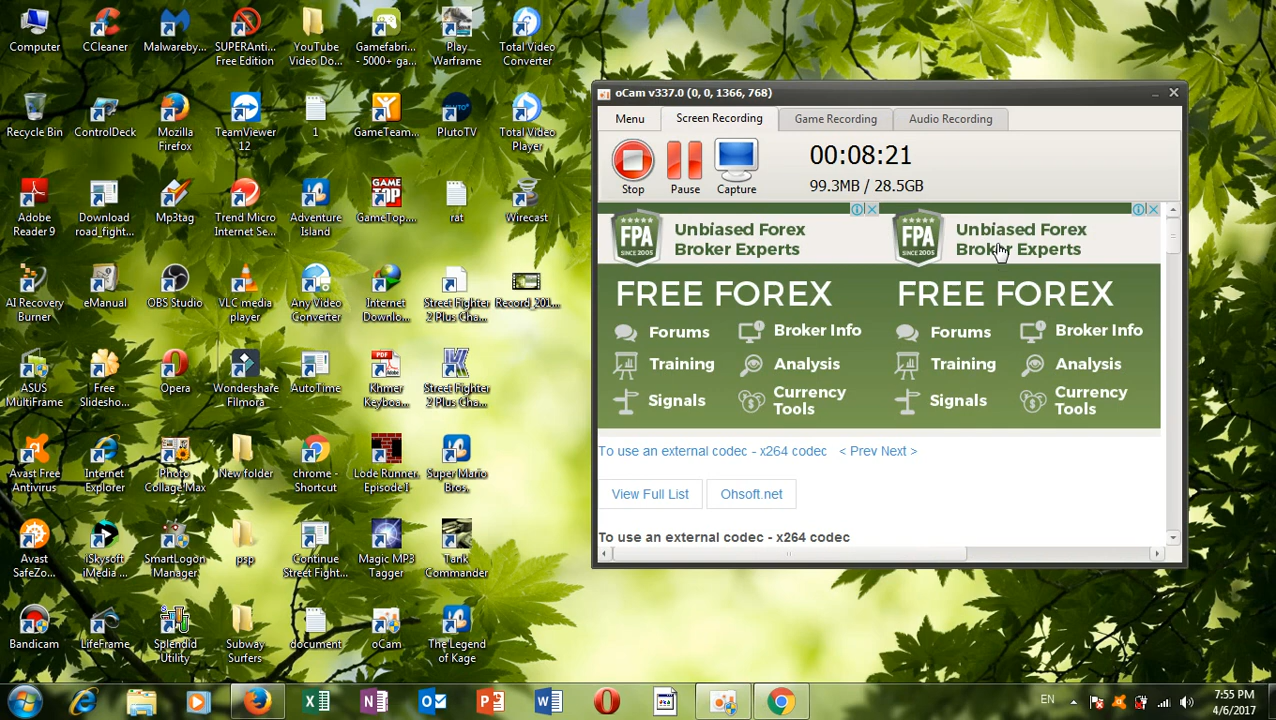 Computer
CCleaner
Malwareby...
SUPERAnti...
Free Edition
YouTube
Video Do...
Gamefabri...
- 5000+ ga...
Play
Warframe
Total Video
Converter
Recycle Bin
ControlDeck
Mozilla
Firefox
TeamViewer
12
1
GameTeam...
PlutoTV
Total Video
Player
Adobe
Reader 9
Download
road_fight...
Mp3tag
Trend Micro
Internet Se...
Adventure
Island
GAME
TOP
GameTop....
rat
Wirecast
AI Recovery
Burner
eManual
OBS Studio
VLC media
player
Any Video
Converter
Internet
Downlo...
Street Fighter
2 Plus Cha...
Record_201...
ASUS
MultiFrame
Free
Slidesho...
Opera
Wondershare
Filmora
AutoTime
PDF
Khmer
Keyboa...
Street Fighter
2 Plus Cha...
Avast Free
Antivirus
Internet
Explorer
Photo
Collage Max
New folder
chrome -
Shortcut
Lode Runner.
Episode I
Super Mario
Bros.
Avast
SafeZo...
iSkysoft
iMedia ...
SmartLogon
Manager
psp
Continue
Street Fight...
Magic MP3
Tagger
Tank
Commander
Bandicam
LifeFrame
Splendid
Utility
Subway
Surfers
document
oCam
The Legend
of Kage
oCam v337.0 (0, 0, 1366, 768)
Menu
Screen Recording
Game Recording
Audio Recording
Stop
Pause
Capture
00:08:21
99.3MB / 28.5GB
FPA
SINCE 2005
Unbiased Forex
Broker Experts
FREE FOREX
Forums
Broker Info
Training
Analysis
Signals
Currency
Tools
FPA
SINCE 2005
Unbiased Forex
Broker Experts
FREE FOREX
Forums
Broker Info
Training
Analysis
Signals
Currency
Tools
To use an external codec - x264 codec < Prev Next >
View Full List
Ohsoft.net
To use an external codec - x264 codec
EN
7:55 PM
4/6/2017